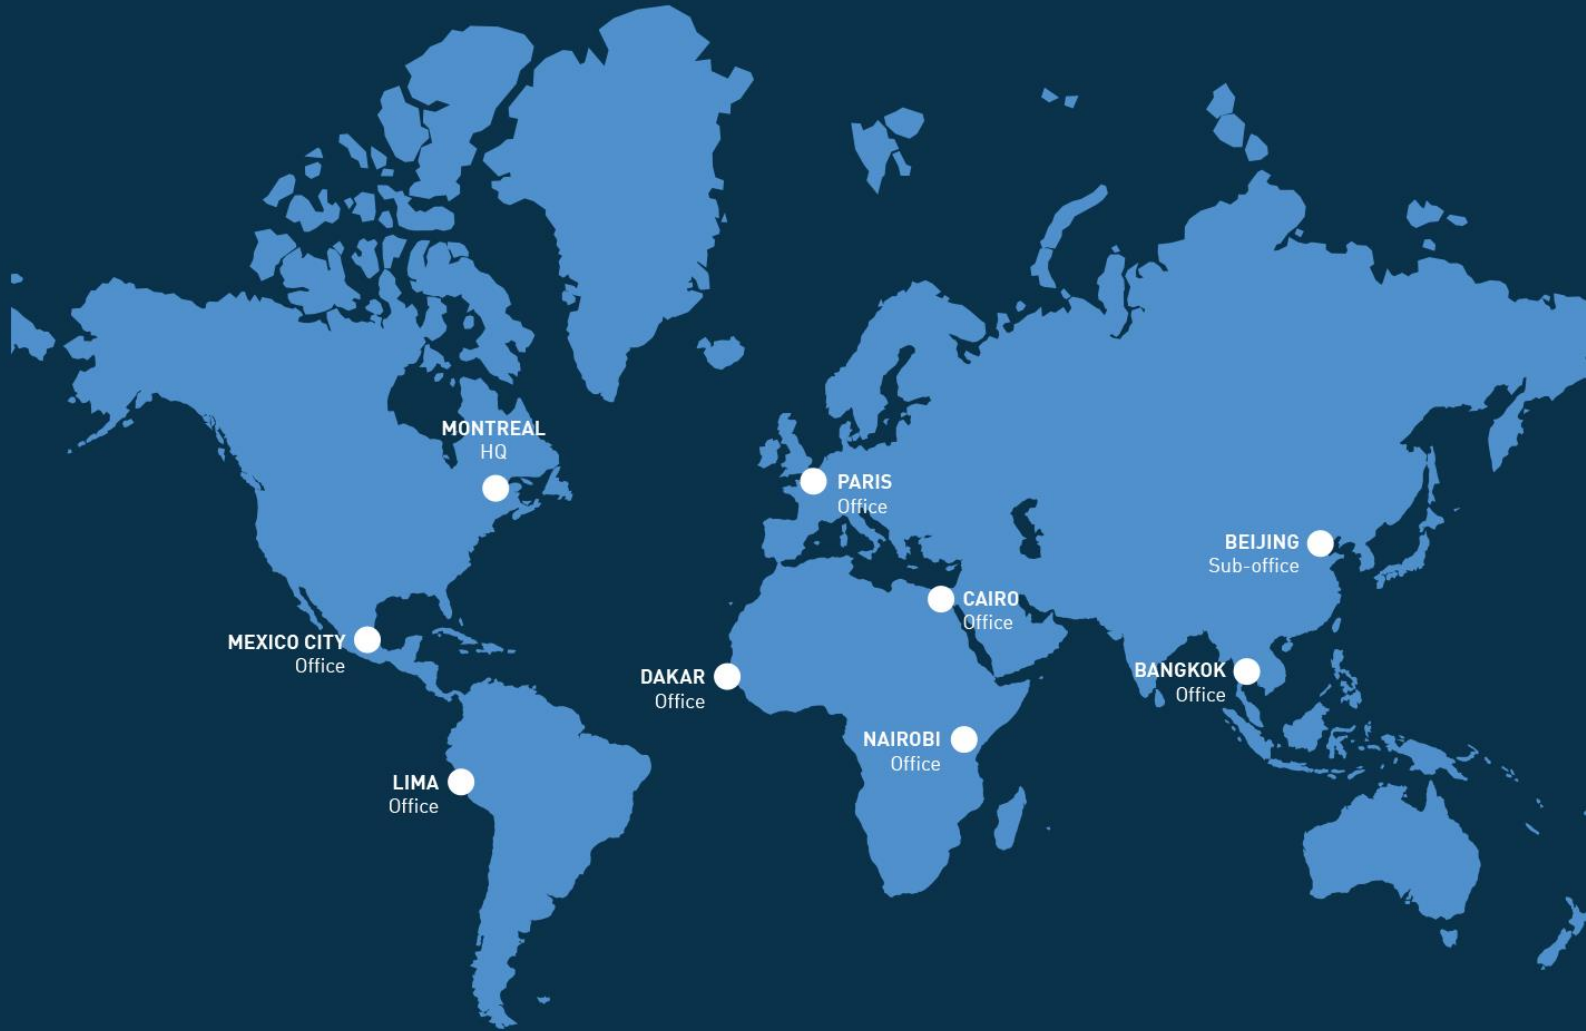 MONTREAL
HQ
PARIS
Office
BEIJING
Sub-office
CAIRO
Office
MEXICO CITY
Office
DAKAR
Office
BANGKOK
Office
NAIROBI
Office
LIMA
Office